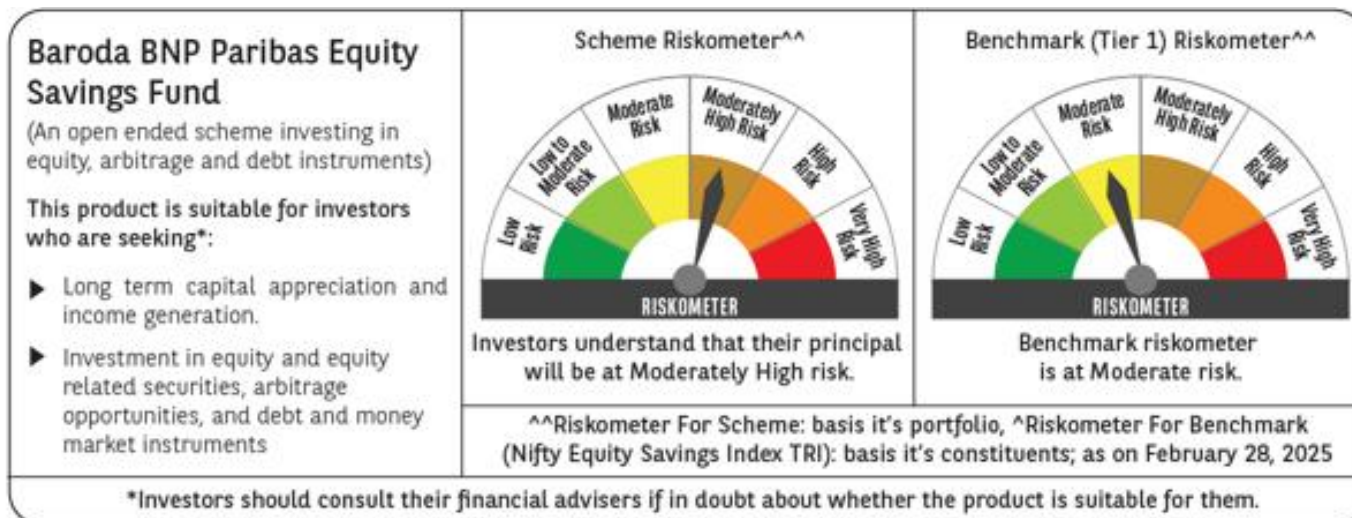 Baroda BNP Paribas Equity
Savings Fund
(An open ended scheme investing in
equity, arbitrage and debt instruments)
This product is suitable for investors
who are seeking*:
▶ Long term capital appreciation and
income generation.
▶ Investment in equity and equity
related securities, arbitrage
opportunities, and debt and money
market instruments
Scheme Riskometer^^
Low
Risk
Low to
Moderate
Risk
Moderate
Risk
Moderately
High Risk
High
Risk
Very High
Risk
RISKOMETER
Investors understand that their principal
will be at Moderately High risk.
Benchmark (Tier 1) Riskometer^^
Low
Risk
Low to
Moderate
Risk
Moderate
Risk
Moderately
High Risk
High
Risk
Very High
Risk
RISKOMETER
Benchmark riskometer
is at Moderate risk.
^^Riskometer For Scheme: basis it's portfolio, ^Riskometer For Benchmark
(Nifty Equity Savings Index TRI): basis it's constituents; as on February 28, 2025
*Investors should consult their financial advisers if in doubt about whether the product is suitable for them.